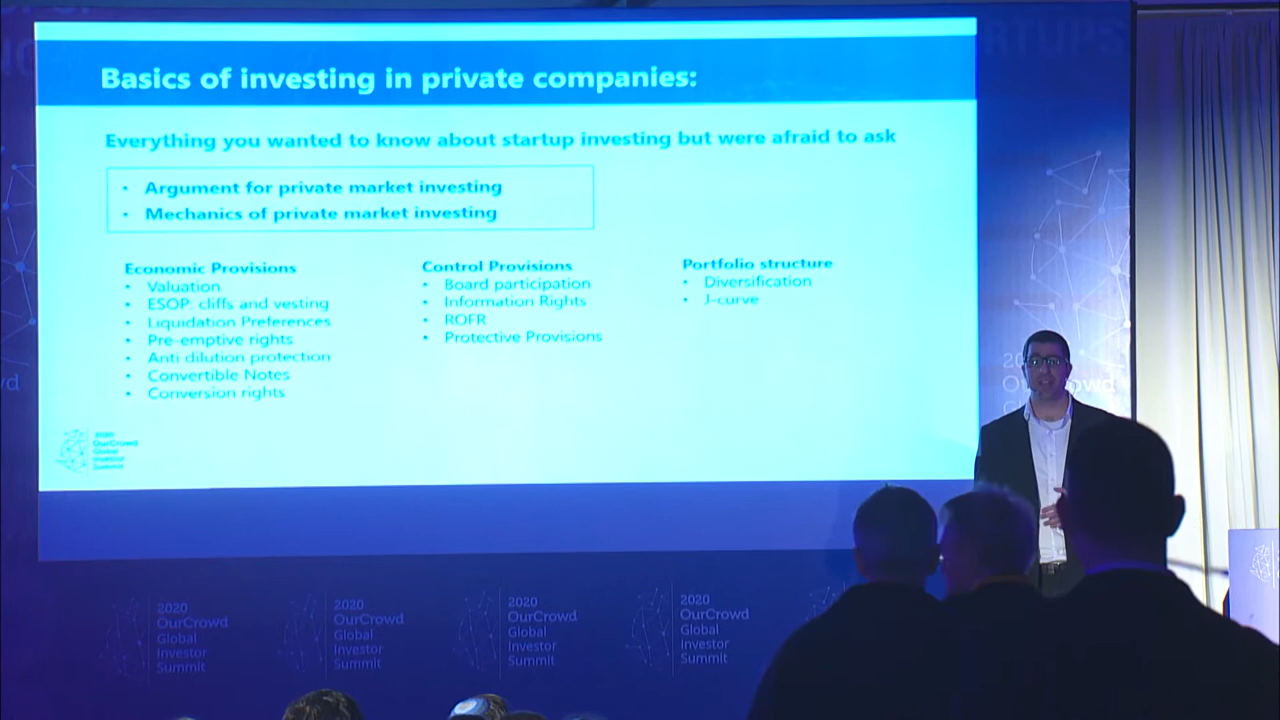 Basics of investing in private companies:
Everything you wanted to know about startup investing but were afraid to ask
• Argument for private market investing
• Mechanics of private market investing
Economic Provisions
• Valuation
• ESOP: cliffs and vesting
• Liquidation Preferences
• Pre-emptive rights
• Anti dilution protection
• Convertible Notes
• Conversion rights
Control Provisions
• Board participation
• Information Rights
• ROFR
• Protective Provisions
Portfolio structure
• Diversification
• J-curve
2020
OurCrowd
Global
Investor
Summit
2020
OurCrowd
Global
Investor
Summit
2020
OurCrowd
Global
Investor
Summit
2020
OurCrowd
Global
Investor
Summit
2020
OurCrowd
Global
Investor
Summit